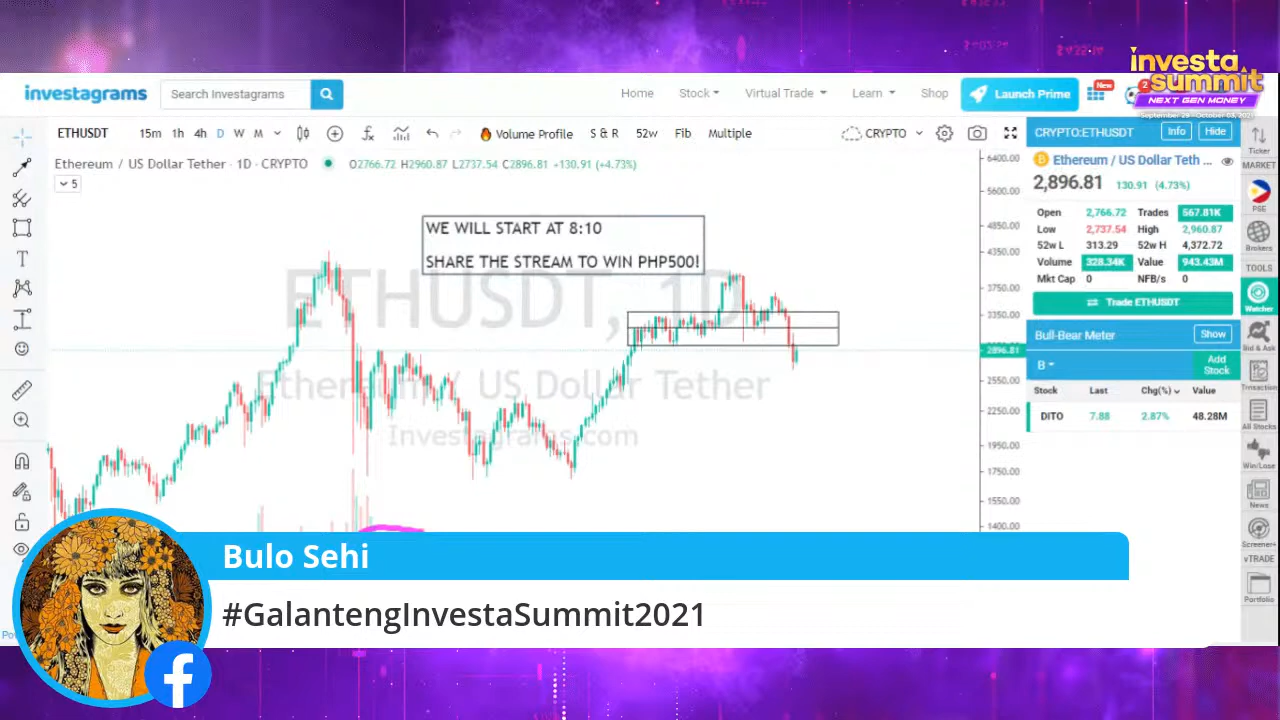 investa
summit
NEXT GEN MONEY
investagrams
Search Investagrams
Home
Stock
Virtual Trade
Learn
Shop
Launch Prime
New
2
ETHUSDT
15m 1h 4h D W M
Volume Profile
S & R
52w
Fib
Multiple
CRYPTO
Ethereum / US Dollar Tether · 1D · CRYPTO
O2766.72 H2960.87 L2737.54 C2896.81 +130.91 (+4.73%)
5
WE WILL START AT 8:10
SHARE THE STREAM TO WIN PHP500!
ETHUSDT, 1D
Ethereum / US Dollar Tether
Investagrams.com
6400.00
5600.00
4850.00
4350.00
3750.00
3350.00
2896.81
2550.00
2250.00
1950.00
1750.00
1550.00
1400.00
CRYPTO:ETHUSDT
Info
Hide
Ethereum / US Dollar Teth ...
2,896.81
130.91 (4.73%)
Open 2,766.72 Trades 567.81K
Low 2,737.54 High 2,960.87
52w L 313.29 52w H 4,372.72
Volume 328.34K Value 943.43M
Mkt Cap 0 NFB/S 0
Trade ETHUSDT
Bull-Bear Meter
Show
B
Add
Stock
Stock Last Chg(%) Value
DITO 7.88 2.87% 48.28M
Ticker
MARKET
PSE
Brokers
TOOLS
Watcher
Bid & Ask
Transaction
All Stocks
Win/Lose
News
Screener+
vTRADE
Portfolio
Bulo Sehi
#GalantengInvestaSummit2021